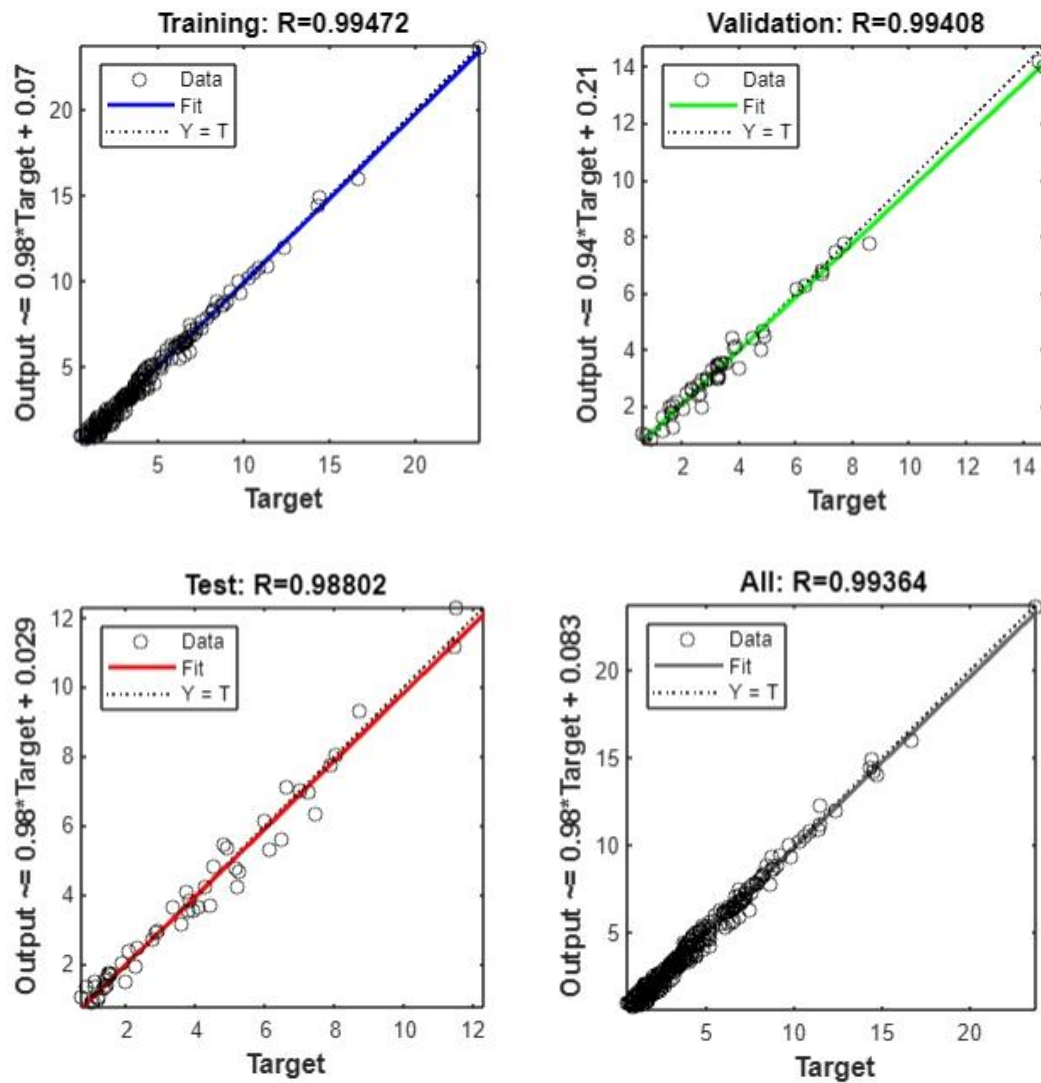 Training: R=0.99472
Output ~= 0.98*Target + 0.07
Data
Fit
Y = T
20
15
10
5
5
10
15
20
Target
Validation: R=0.99408
Output ~= 0.94*Target + 0.21
Data
Fit
Y = T
14
12
10
8
6
4
2
2
4
6
8
10
12
14
Target
Test: R=0.98802
Output ~= 0.98*Target + 0.029
Data
Fit
Y = T
12
10
8
6
4
2
2
4
6
8
10
12
Target
All: R=0.99364
Output ~= 0.98*Target + 0.083
Data
Fit
Y = T
20
15
10
5
5
10
15
20
Target